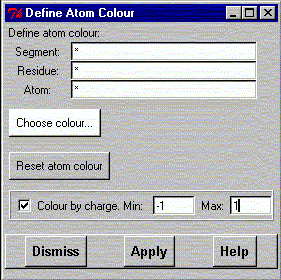 Define Atom Colour
Define atom colour:
Segment: *
Residue: *
Atom: *
Choose colour...
Reset atom colour
Colour by charge. Min: -1 Max: 1
Dismiss Apply Help